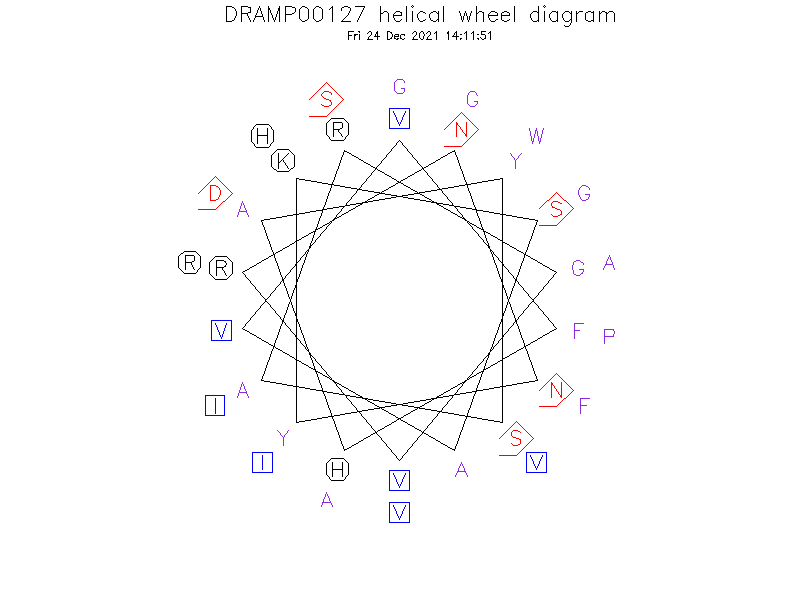 DRAMP00127 helical wheel diagram
Fri 24 Dec 2021 14:11:51
G
S G
V
R N
H W
K Y
D S G
A
R R G A
V F P
A N
I F
Y S
I V
H A
A V
V